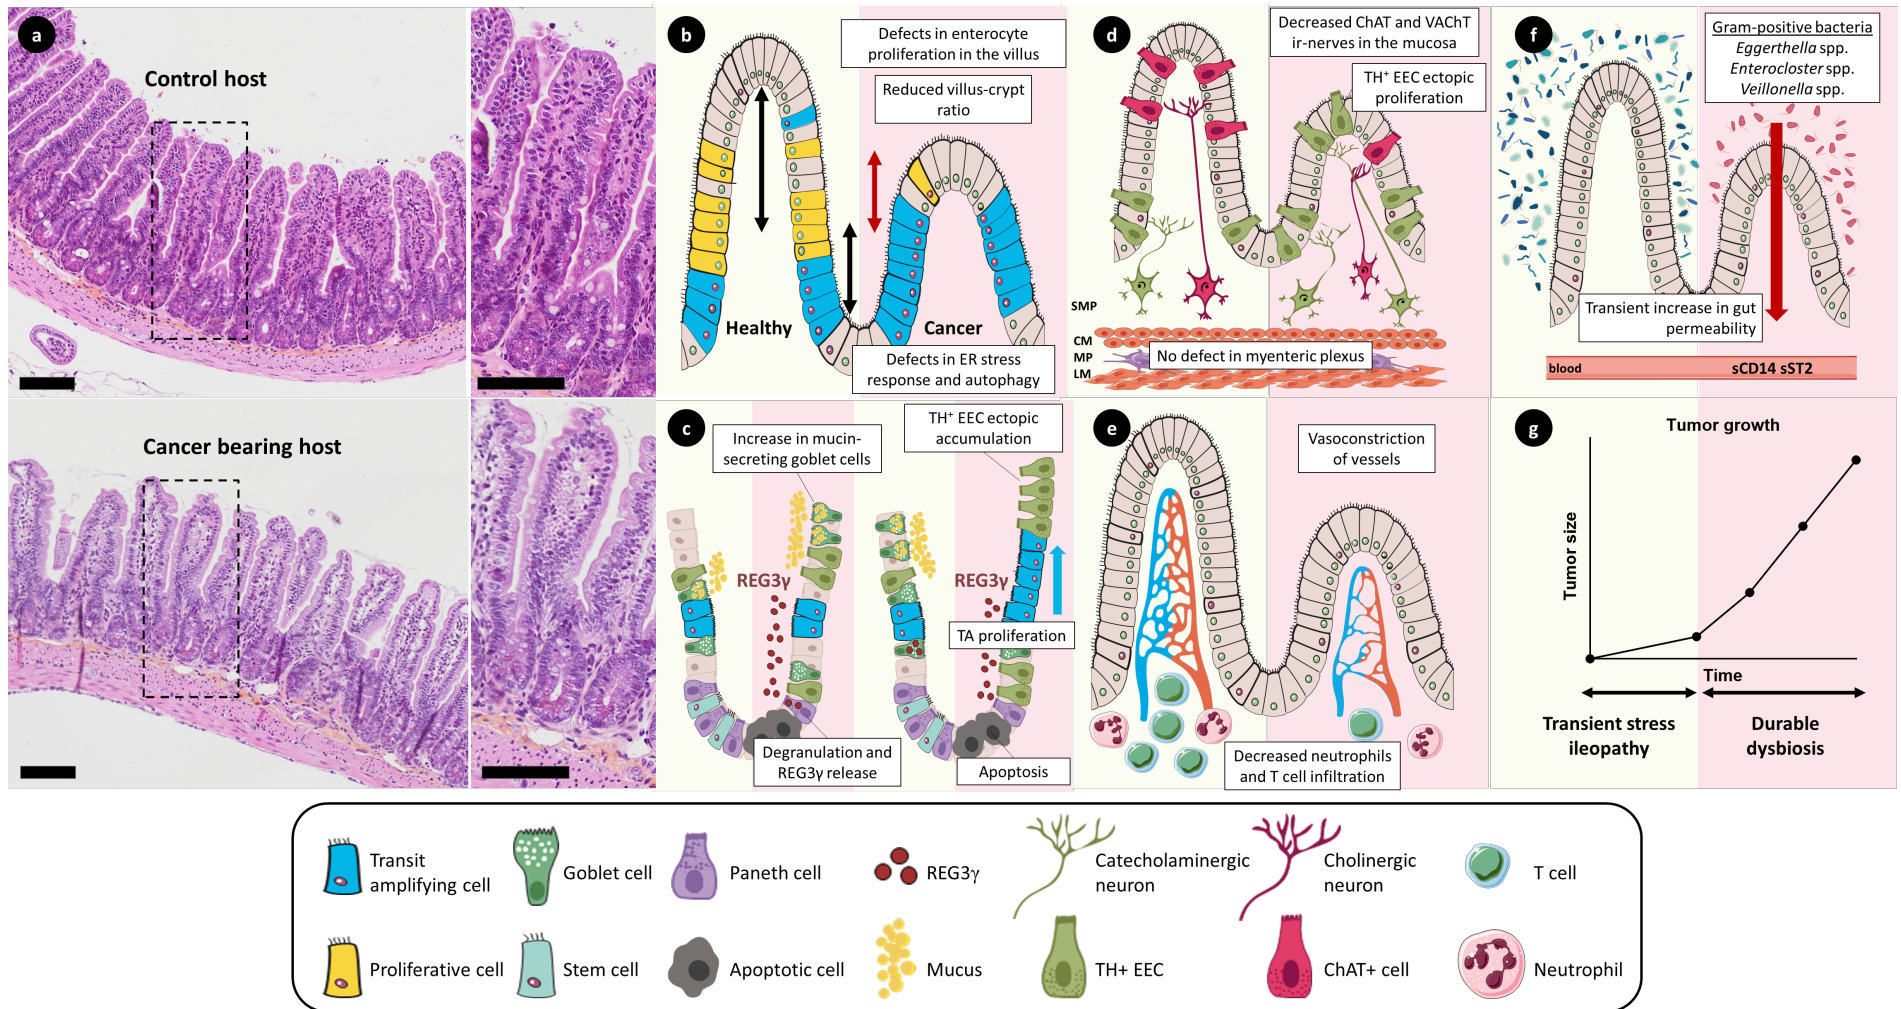 a
Control host
Cancer bearing host
b
Defects in enterocyte
proliferation in the villus
Reduced villus-crypt
ratio
Healthy
Cancer
Defects in ER stress
response and autophagy
c
Increase in mucin-
secreting goblet cells
TH⁺ EEC ectopic
accumulation
REG3γ
REG3γ
TA proliferation
Degranulation and
REG3γ release
Apoptosis
d
Decreased ChAT and VAChT
ir-nerves in the mucosa
TH⁺ EEC ectopic
proliferation
SMP
CM
MP
LM
No defect in myenteric plexus
e
Vasoconstriction
of vessels
Decreased neutrophils
and T cell infiltration
f
Gram-positive bacteria
Eggerthella spp.
Enterocloster spp.
Veillonella spp.
Transient increase in gut
permeability
blood
sCD14 sST2
g
Tumor growth
Tumor size
Time
Transient stress
ileopathy
Durable
dysbiosis
Transit
amplifying cell
Goblet cell
Paneth cell
REG3γ
Catecholaminergic
neuron
Cholinergic
neuron
T cell
Proliferative cell
Stem cell
Apoptotic cell
Mucus
TH+ EEC
ChAT+ cell
Neutrophil